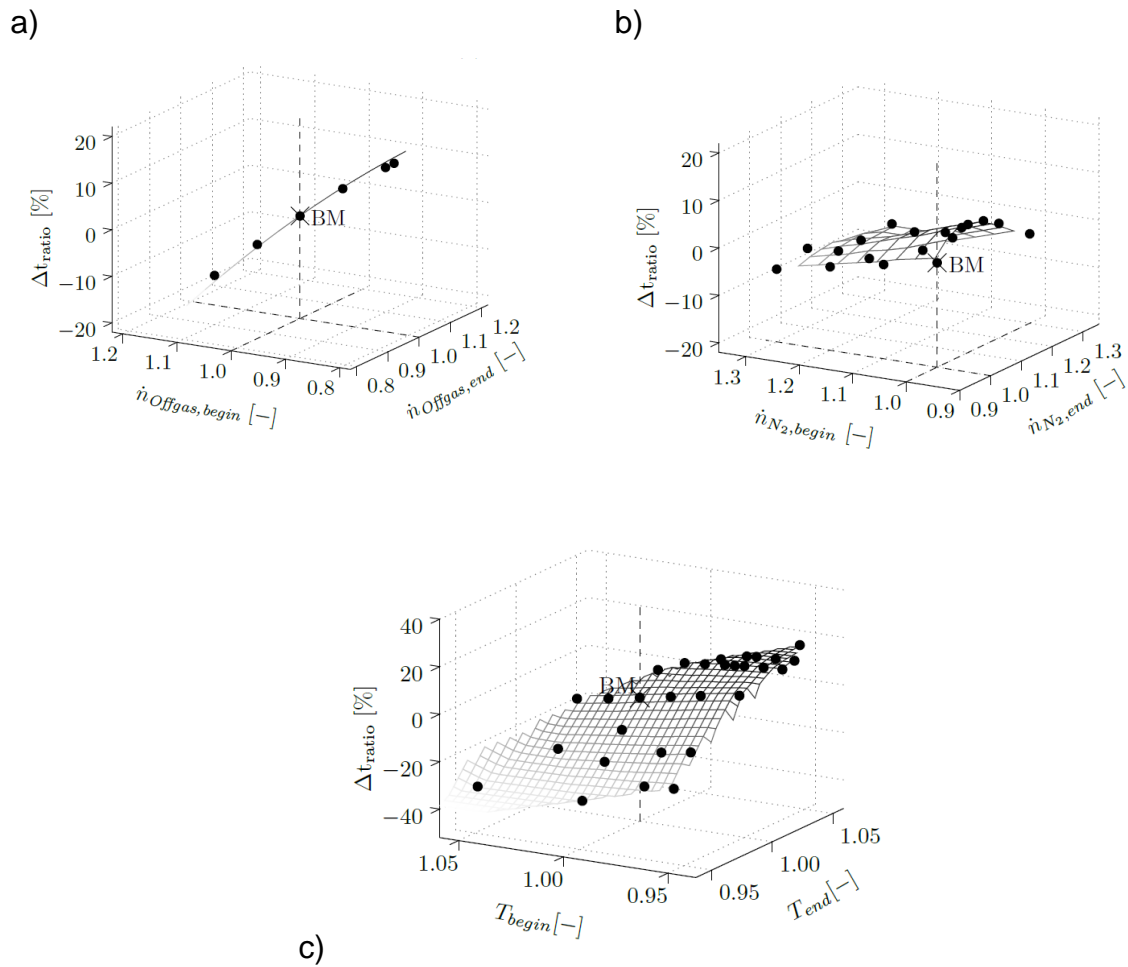 a)
20
10
0
−10
−20
Δt_ratio [%]
BM
1.2
1.1
1.0
0.9
0.8
ṅ_Offgas,begin [−]
0.8
0.9
1.0
1.1
1.2
ṅ_Offgas,end [−]
b)
20
10
0
−10
−20
Δt_ratio [%]
BM
1.3
1.2
1.1
1.0
0.9
ṅ_N₂,begin [−]
0.9
1.0
1.1
1.2
1.3
ṅ_N₂,end [−]
40
20
0
−20
−40
Δt_ratio [%]
BM
1.05
1.00
0.95
T_begin[−]
0.95
1.00
1.05
T_end[−]
c)